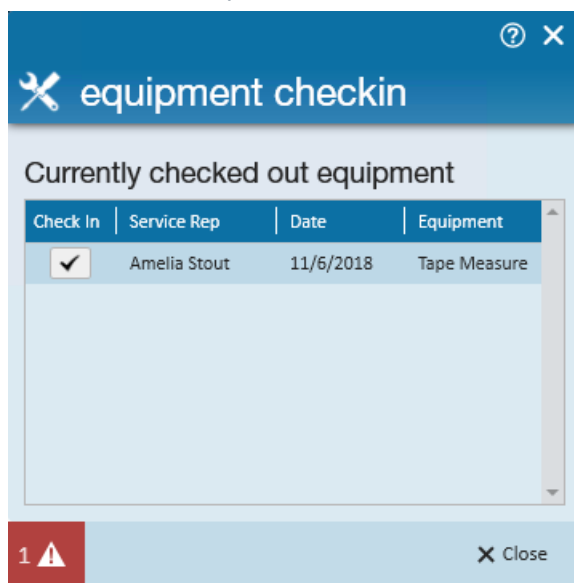 equipment checkin
Currently checked out equipment
Check In Service Rep Date Equipment
Amelia Stout 11/6/2018 Tape Measure
1
Close